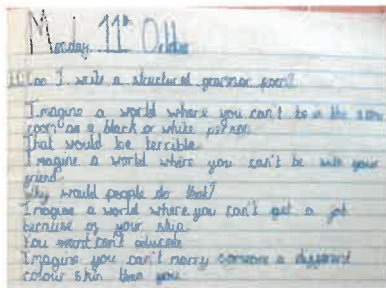 Monday 11th October
Can I write a structured grammar poem?
Imagine a world where you can't be in the same
room as a black or white person.
That would be terrible.
Imagine a world where you can't be with your
friend.
Why would people do that?
Imagine a world where you can't get a job
because of your skin.
You can't educate
Imagine you can't marry someone a different
colour skin than you.